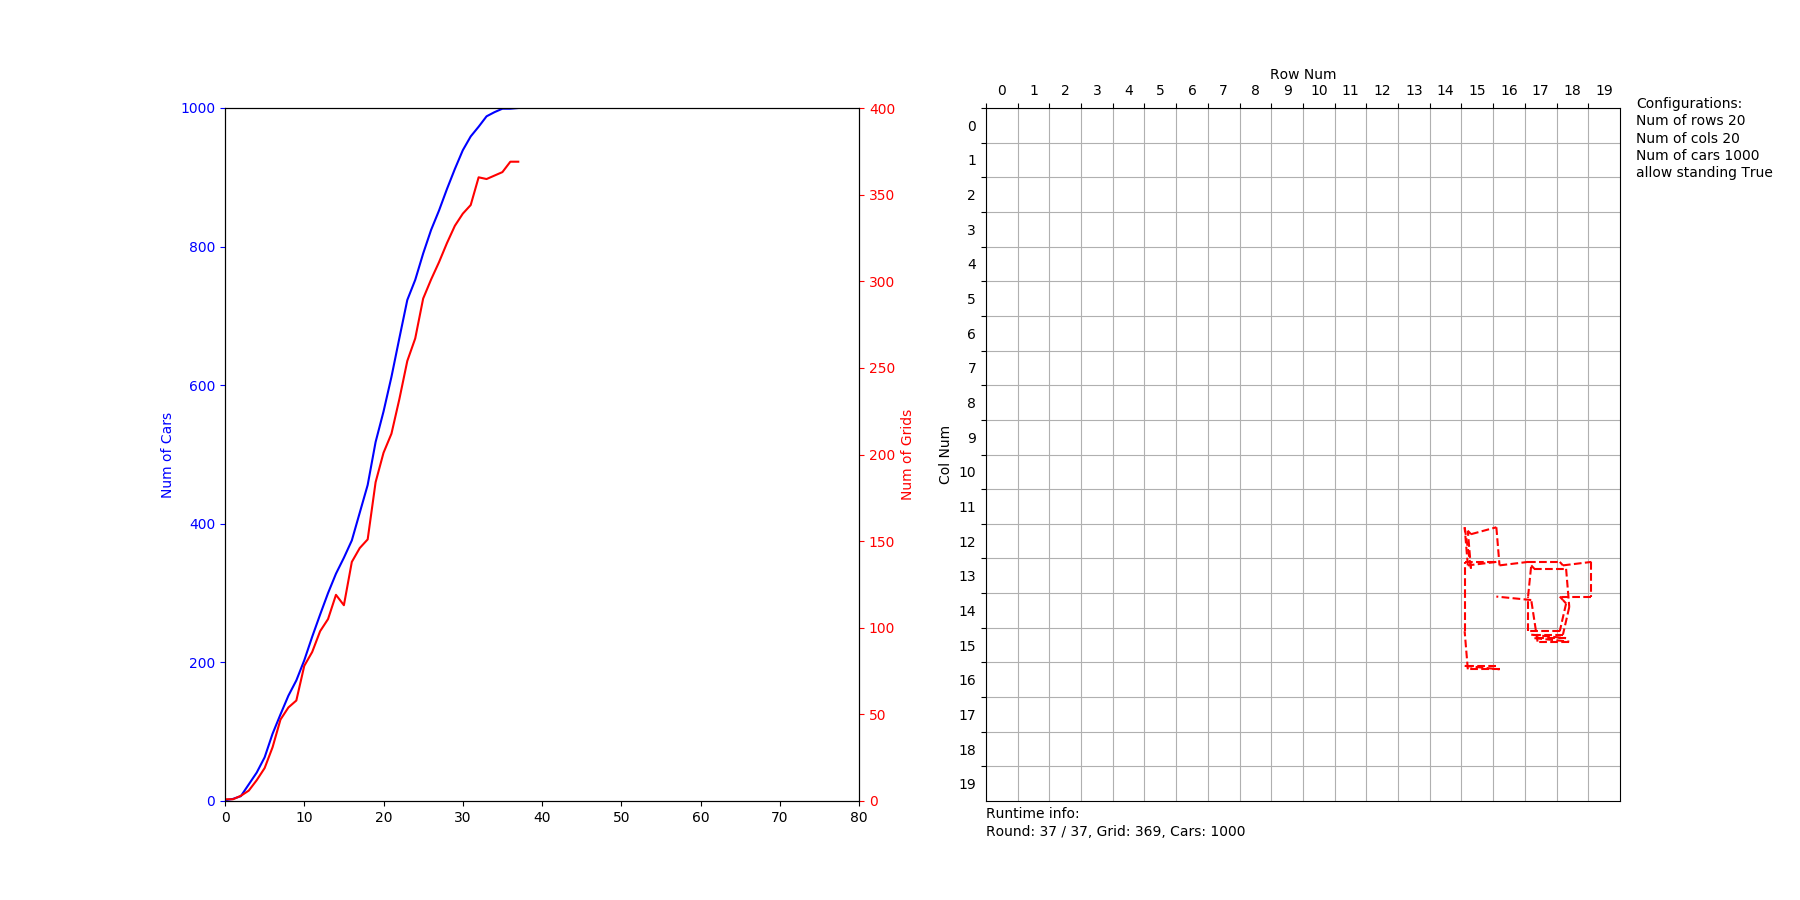 Row Num
0 1 2 3 4 5 6 7 8 9 10 11 12 13 14 15 16 17 18 19
Configurations:
Num of rows 20
Num of cols 20
Num of cars 1000
allow standing True
1000
800
600
400
200
0
Num of Cars
0 10 20 30 40 50 60 70 80
400
350
300
250
200
150
100
50
0
Num of Grids
Col Num
0
1
2
3
4
5
6
7
8
9
10
11
12
13
14
15
16
17
18
19
Runtime info:
Round: 37 / 37, Grid: 369, Cars: 1000